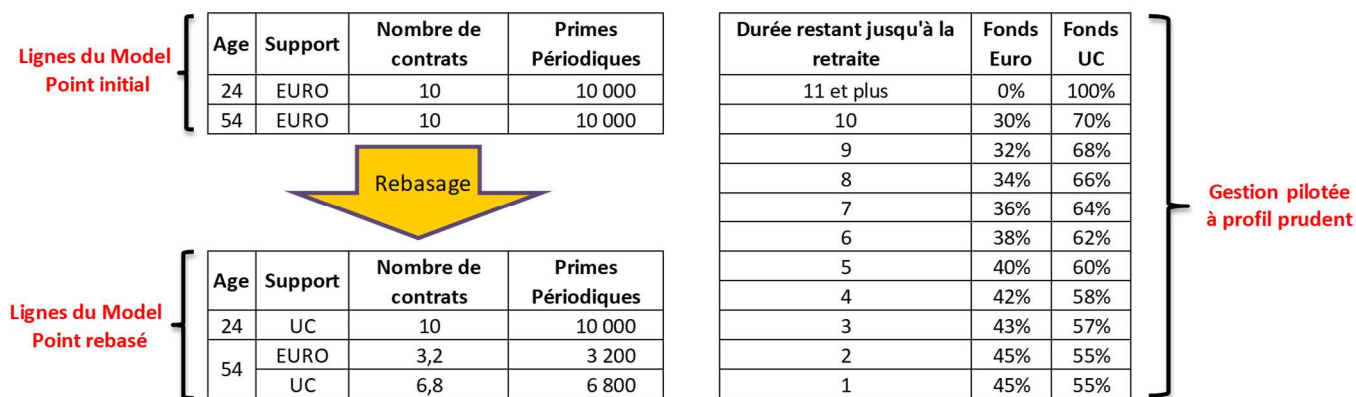 Lignes du Model
Point initial
Age Support Nombre de contrats Primes Périodiques
24 EURO 10 10 000
54 EURO 10 10 000
Rebasage
Lignes du Model
Point rebasé
Age Support Nombre de contrats Primes Périodiques
24 UC 10 10 000
54 EURO 3,2 3 200
UC 6,8 6 800
Durée restant jusqu'à la retraite Fonds Euro Fonds UC
11 et plus 0% 100%
10 30% 70%
9 32% 68%
8 34% 66%
7 36% 64%
6 38% 62%
5 40% 60%
4 42% 58%
3 43% 57%
2 45% 55%
1 45% 55%
Gestion pilotée
à profil prudent